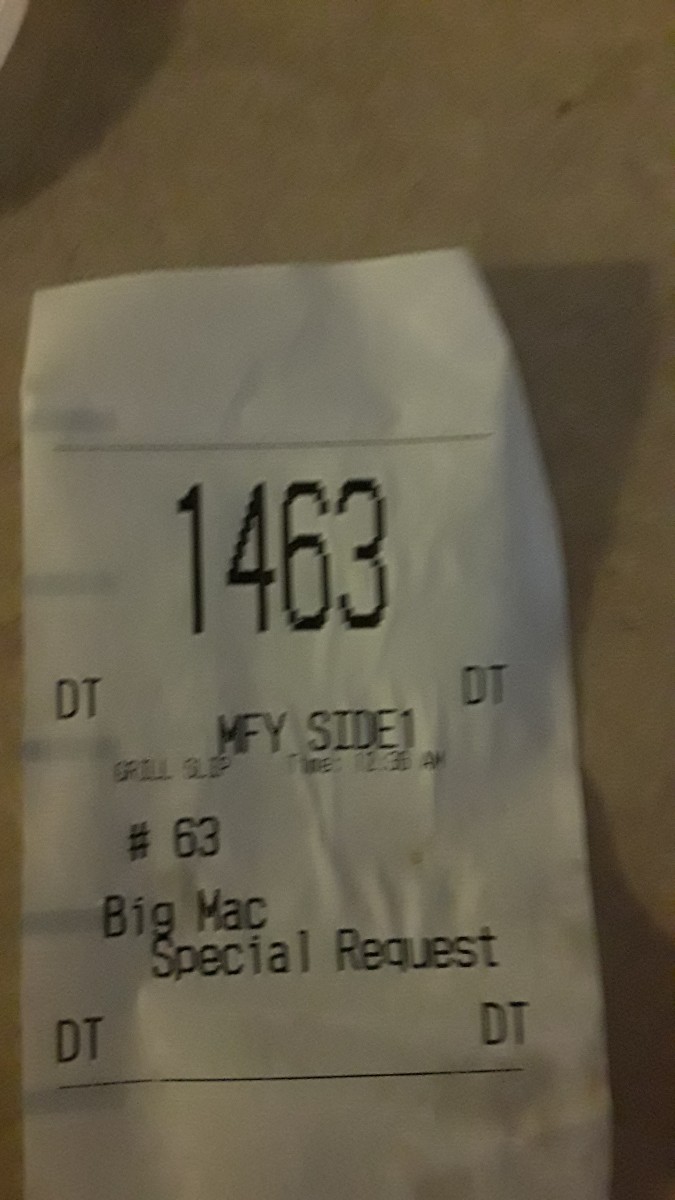 1463
DT DT
MFY SIDE1
GRILL SLIP Time: 12:36 AM
# 63
Big Mac
Special Request
DT DT